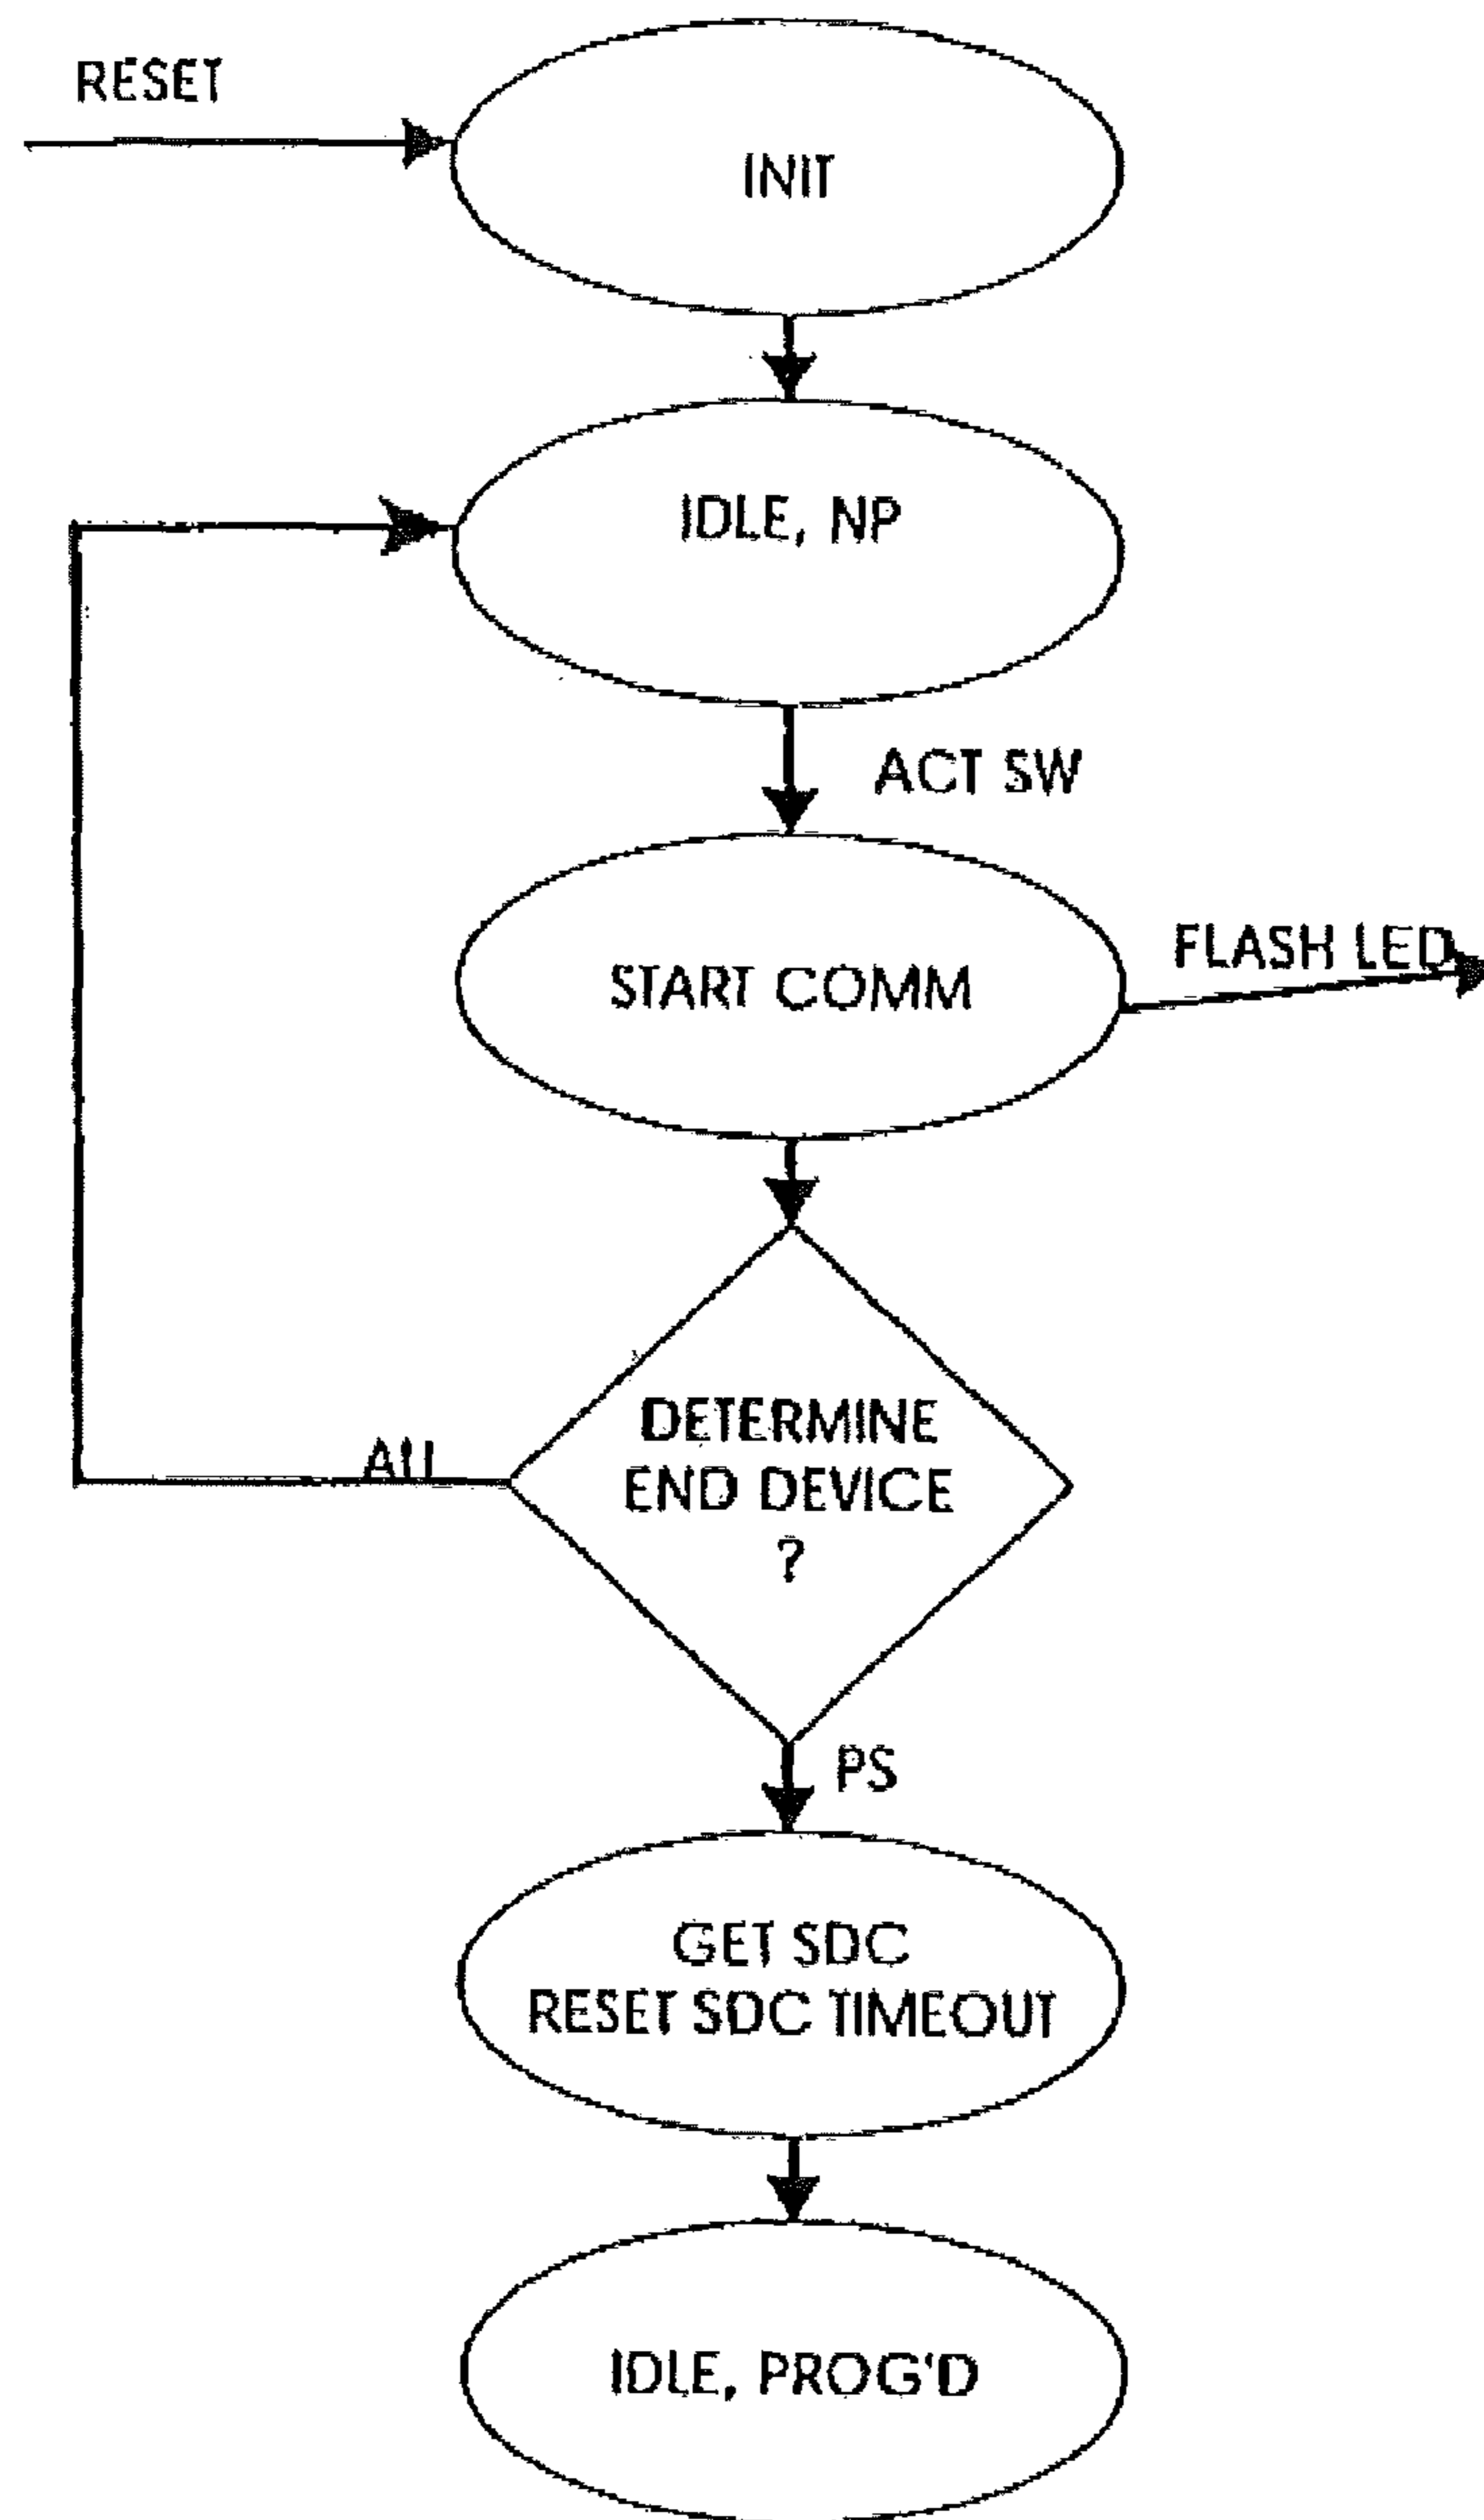 RESET
INIT
IDLE, NP
ACT SW
FLASH LED
START COMM
DETERMINE
END DEVICE
?
AU
PS
GET SDC
RESET SDC TIMEOUT
IDLE, PROG'D